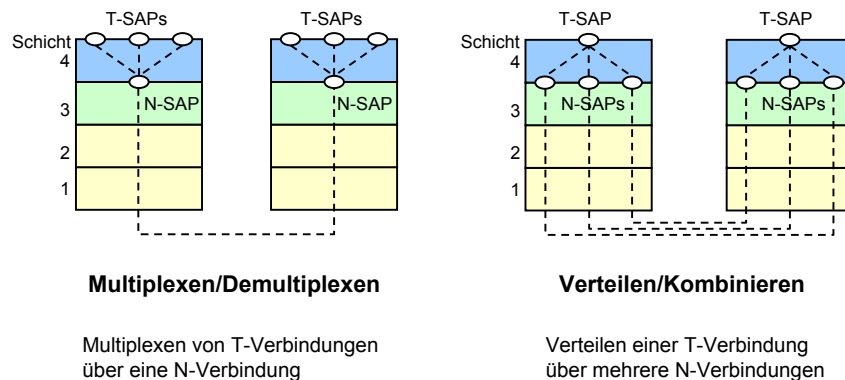 T-SAPs
T-SAPs
Schicht
4
3
2
1
N-SAP
N-SAP
Multiplexen/Demultiplexen
Multiplexen von T-Verbindungen
über eine N-Verbindung
T-SAP
T-SAP
Schicht
4
3
2
1
N-SAPs
N-SAPs
Verteilen/Kombinieren
Verteilen einer T-Verbindung
über mehrere N-Verbindungen